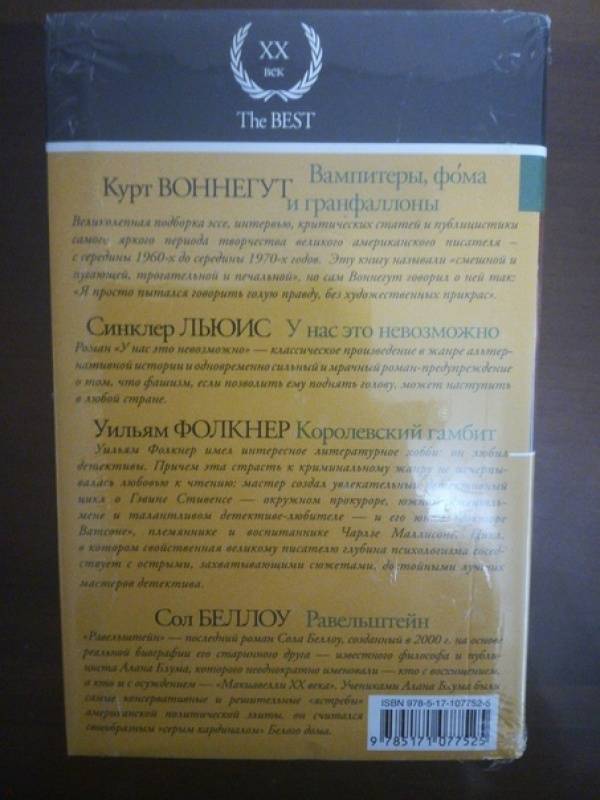 XX
век
The BEST
Курт ВОННЕГУТ Вампитеры, фо́ма
и гранфаллоны
Великолепная подборка эссе, интервью, критических статей и публицистики
самого яркого периода творчества великого американского писателя –
с середины 1960-х до середины 1970-х годов. Эту книгу называли «смешной и
пугающей, трогательной и печальной», но сам Воннегут говорил о ней так:
«Я просто пытался говорить голую правду, без художественных прикрас».
Синклер ЛЬЮИС У нас это невозможно
Роман «У нас это невозможно» — классическое произведение в жанре альтер-
нативной истории и одновременно сильный и мрачный роман-предупреждение
о том, что фашизм, если позволить ему поднять голову, может наступить
в любой стране.
Уильям ФОЛКНЕР Королевский гамбит
Уильям Фолкнер имел интересное литературное хобби: он любил
детективы. Причем эта страсть к криминальному жанру не исчерпы-
валась любовью к чтению: мастер создал увлекательный детективный
цикл о Гэвине Стивенсе — окружном прокуроре, южном джентль-
мене и талантливом детективе-любителе — и его юном «докторе
Ватсоне», племяннике и воспитаннике Чарлзе Маллисоне. Цикл,
в котором свойственная великому писателю глубина психологизма сосед-
ствует с острыми, захватывающими сюжетами, достойными лучших
мастеров детектива.
Сол БЕЛЛОУ Равельштейн
«Равельштейн» — последний роман Сола Беллоу, созданный в 2000 г. на основе
реальной биографии его старинного друга — известного философа и публи-
циста Алана Блума, которого неоднократно именовали — кто с восхищением,
а кто и с осуждением — «Макиавелли XX века». Учениками Алана Блума были
самые консервативные и решительные «ястребы»
американской политической элиты, он считался
своеобразным «серым кардиналом» Белого дома.
ISBN 978-5-17-107752-5
9 785171 077525